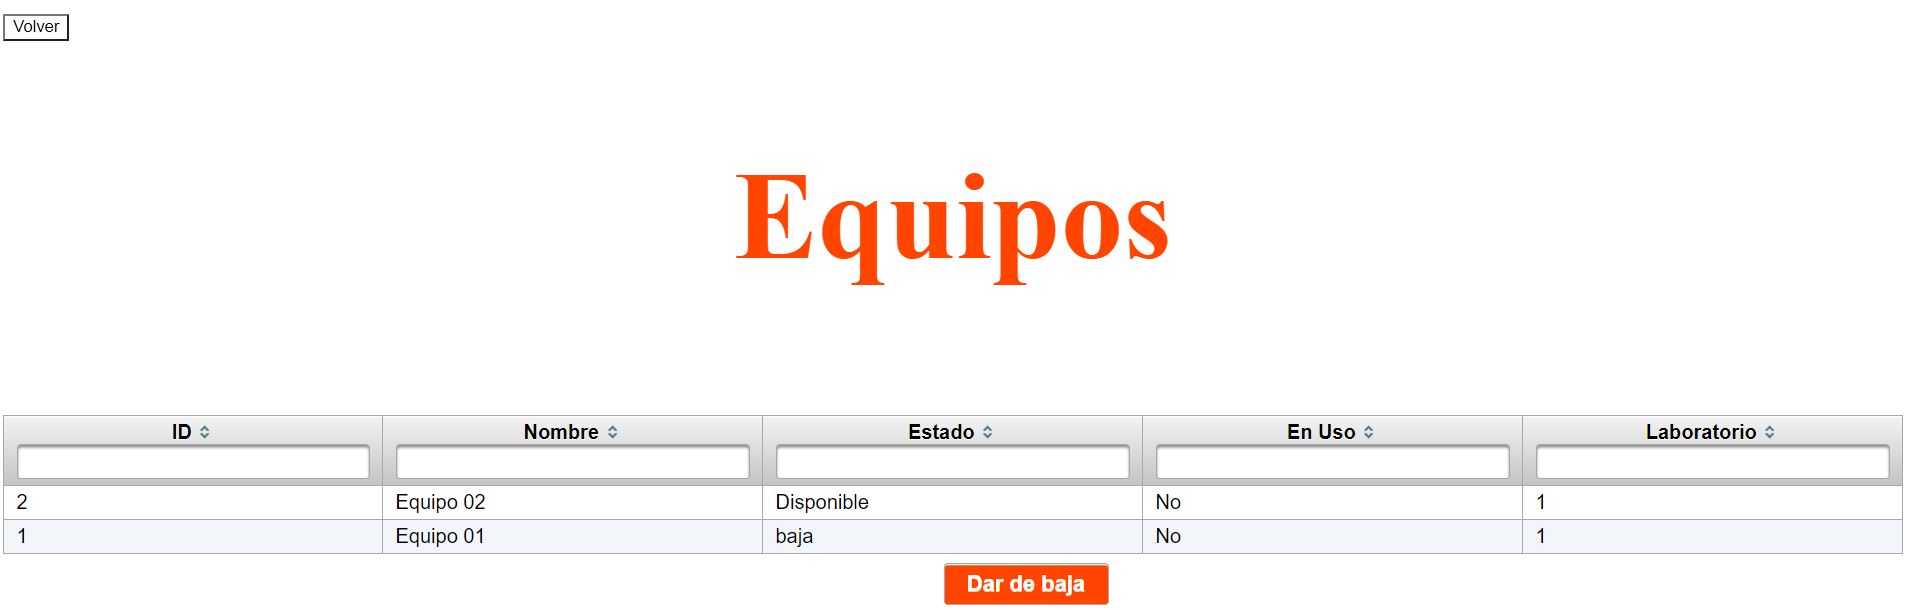 Volver
Equipos
ID Nombre Estado En Uso Laboratorio
2 Equipo 02 Disponible No 1
1 Equipo 01 baja No 1
Dar de baja